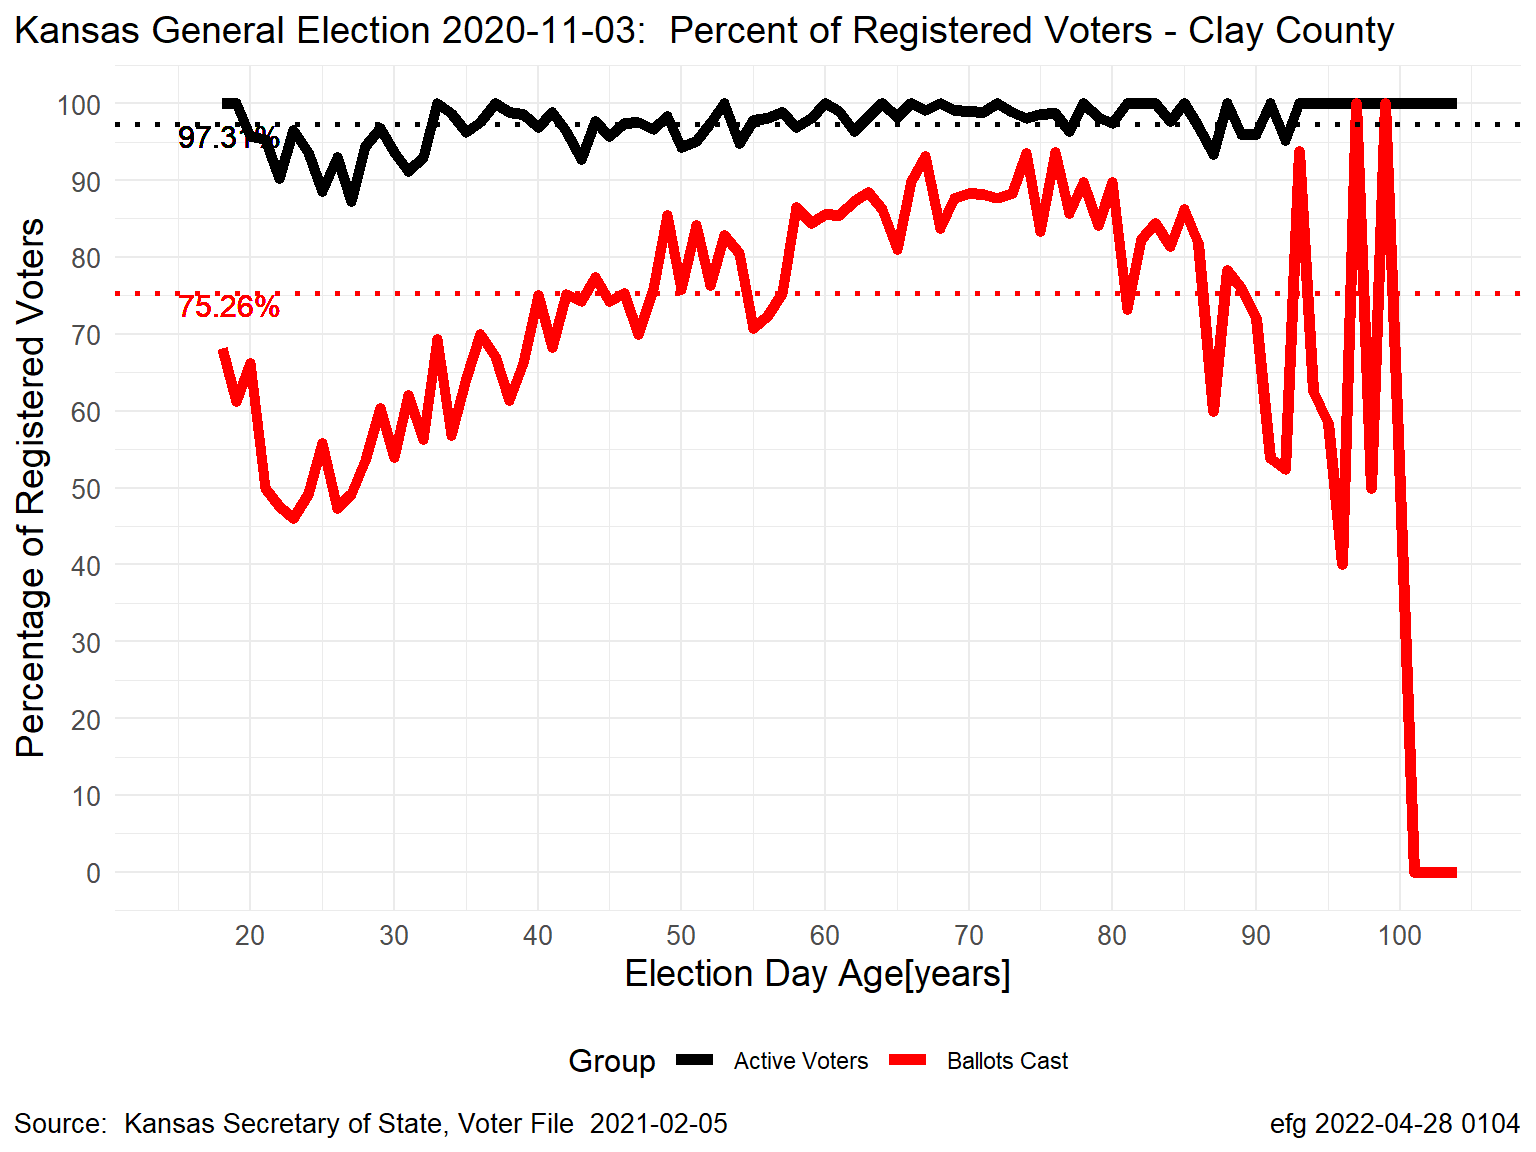 Kansas General Election 2020-11-03:  Percent of Registered Voters - Clay County
Percentage of Registered Voters
100
90
80
70
60
50
40
30
20
10
0
97.31%
75.26%
20 30 40 50 60 70 80 90 100
Election Day Age[years]
Group Active Voters Ballots Cast
Source:  Kansas Secretary of State, Voter File  2021-02-05
efg 2022-04-28 0104